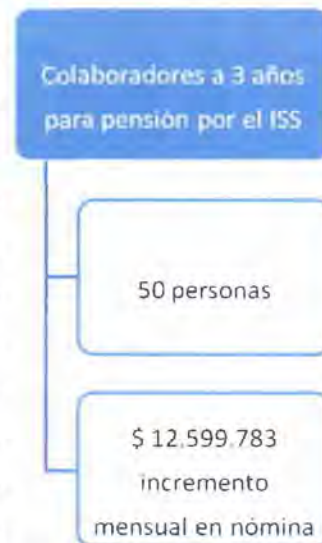 Colaboradores a 3 años
para pensión por el ISS
50 personas
$ 12.599.783
incremento
mensual en nómina